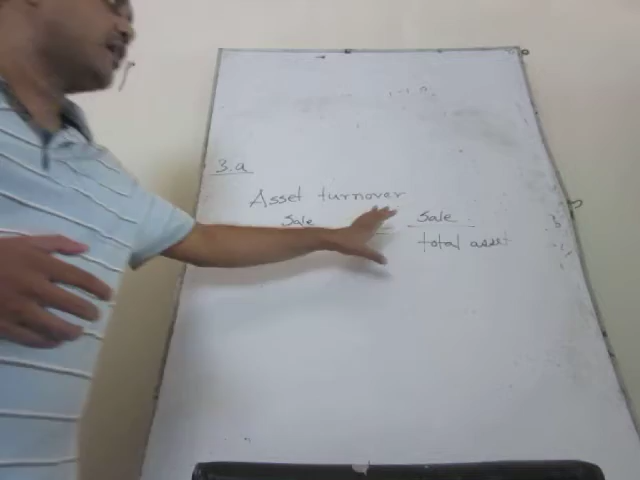 3.a
Asset turnover
Sale = Sale
total asset